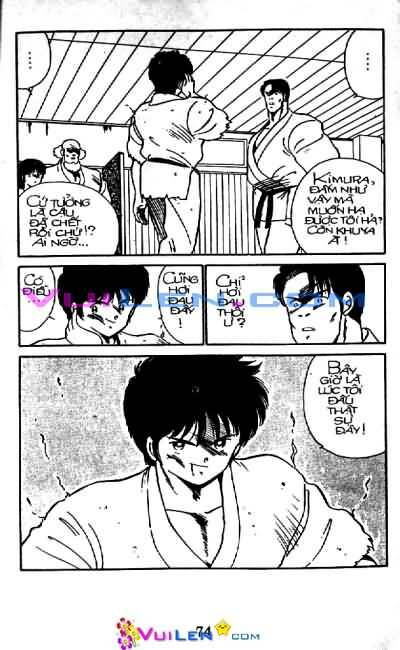 ...
...
KIMURA,
ĐẤM NHƯ
VẬY MÀ
MUỐN HẠ
ĐƯỢC TÔI HẢ?
CÒN KHUYA
Ạ!
CỨ TƯỞNG
LÀ CẬU
ĐÃ CHẾT
RỒI CHỨ!?
AI NGỜ...
CÓ
ĐIỀU
CŨNG
HƠI
ĐAU
ĐẤY
!
CHỈ
HƠI
ĐAU
THÔI
Ư?
VUILEN.COM
BÂY
GIỜ LÀ
LÚC TÔI
ĐẤU
THẬT
SỰ
ĐÂY!
74
VUILEN.COM